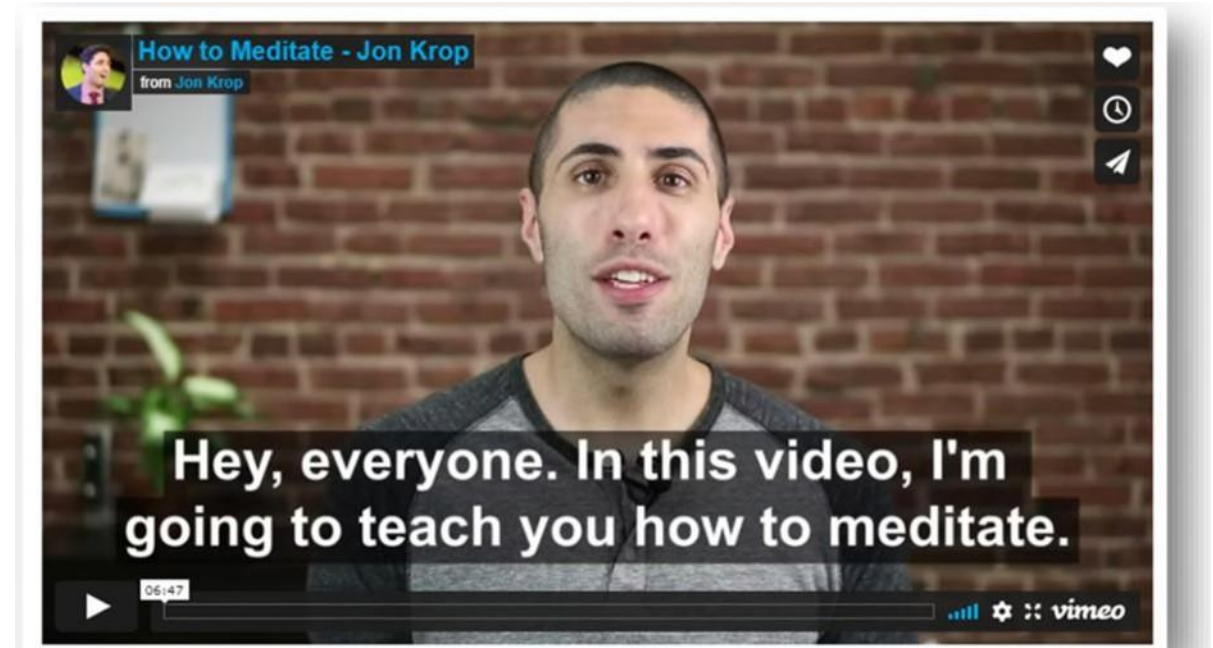 How to Meditate - Jon Krop
from Jon Krop
Hey, everyone. In this video, I'm
going to teach you how to meditate.
06:47
vimeo